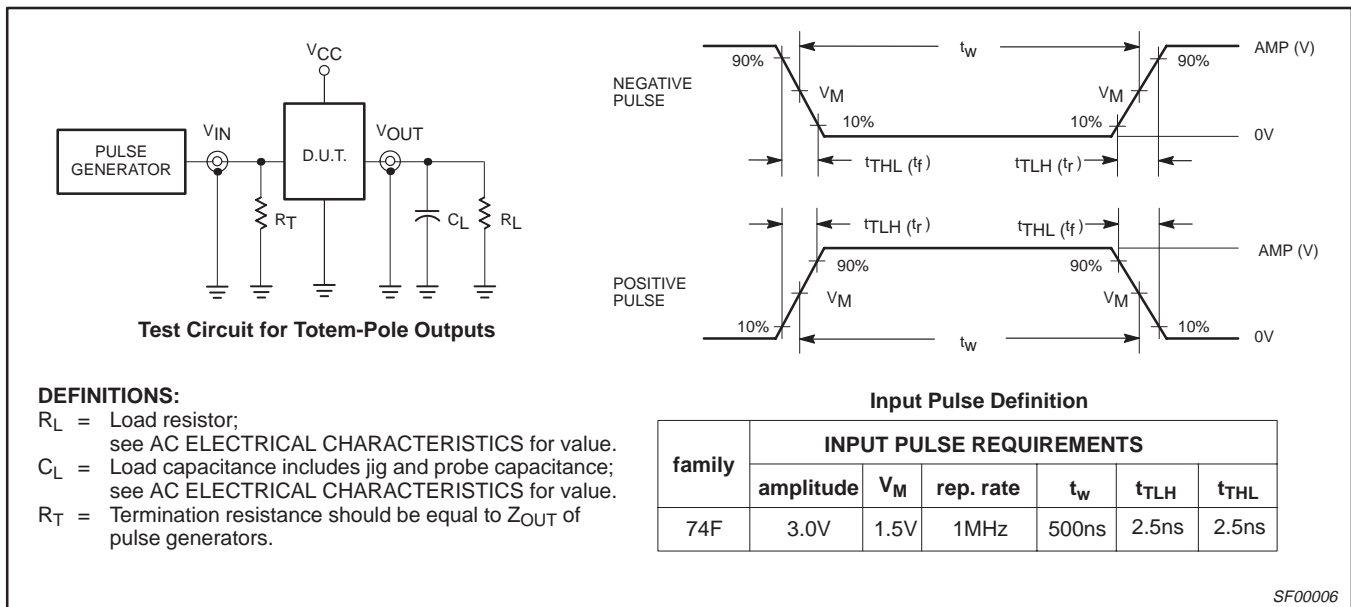 VCC
VIN
VOUT
PULSE
GENERATOR
D.U.T.
RT
CL
RL
Test Circuit for Totem-Pole Outputs
NEGATIVE
PULSE
90%
tw
90%
AMP (V)
VM
VM
10%
10%
0V
tTHL (tf)
tTLH (tr)
tTLH (tr)
tTHL (tf)
AMP (V)
POSITIVE
PULSE
90%
90%
VM
VM
10%
10%
tw
0V
DEFINITIONS:
RL = Load resistor;
see AC ELECTRICAL CHARACTERISTICS for value.
CL = Load capacitance includes jig and probe capacitance;
see AC ELECTRICAL CHARACTERISTICS for value.
RT = Termination resistance should be equal to ZOUT of
pulse generators.
Input Pulse Definition
family INPUT PULSE REQUIREMENTS
amplitude VM rep. rate tw tTLH tTHL
74F 3.0V 1.5V 1MHz 500ns 2.5ns 2.5ns
SF00006